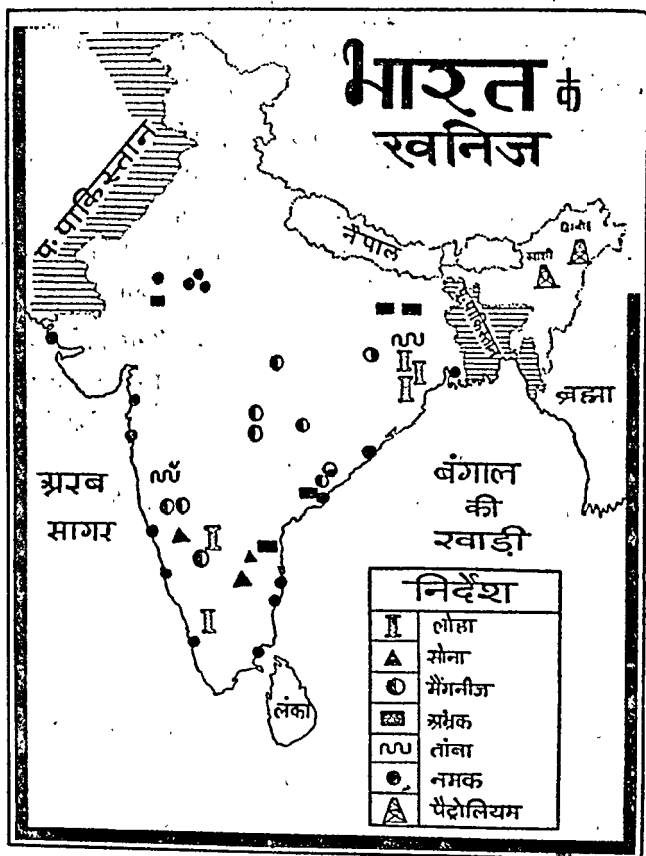 भारत के
खनिज
प. पाकिस्तान
नैपाल
ब्रह्मा
अरब
सागर
बंगाल
की
खाड़ी
लंका
निर्देश
लोहा
सोना
मैंगनीज
अभ्रक
तांबा
नमक
पैट्रोलियम